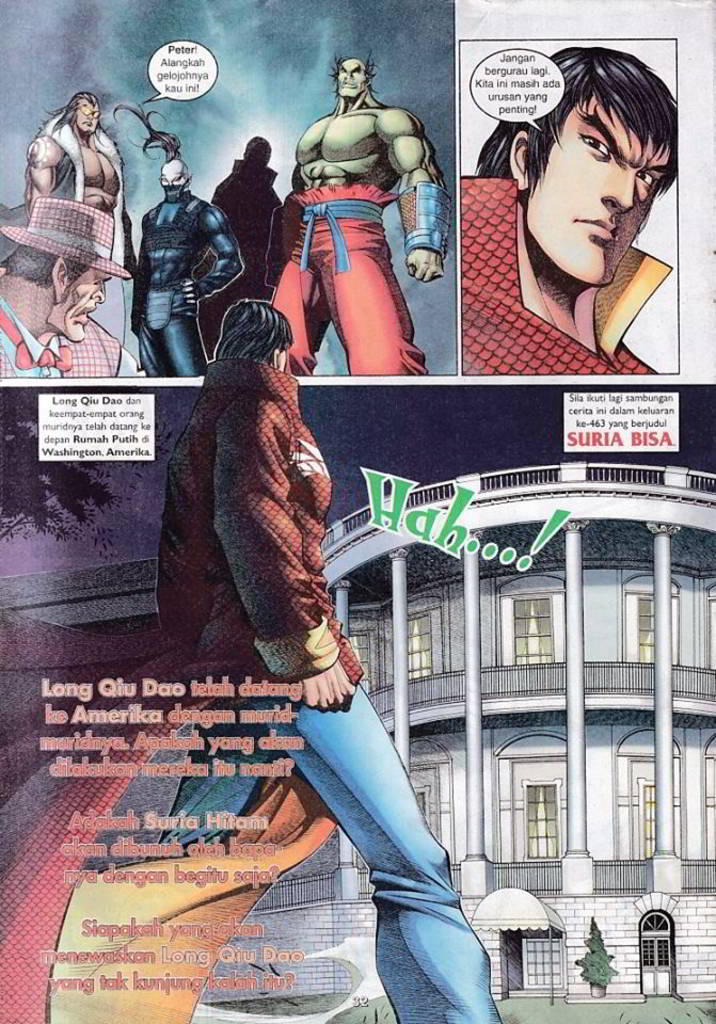 Peter!
Alangkah
gelojohnya
kau ini!
Jangan
bergurau lagi.
Kita ini masih ada
urusan yang
penting!
Long Qiu Dao dan
keempat-empat orang
muridnya telah datang ke
depan Rumah Putih di
Washington, Amerika.
Sila ikuti lagi sambungan
cerita ini dalam keluaran
ke-463 yang berjudul
SURIA BISA
Hah....!
Long Qiu Dao telah datang
ke Amerika dengan murid-
muridnya. Apakah yang akan
dilakukan mereka itu nanti?
Adakah Suria Hitam
akan dibunuh oleh bapa-
nya dengan begitu saja?
Siapakah yang akan
menewaskan Long Qiu Dao
yang tak kunjung kalah itu?
32